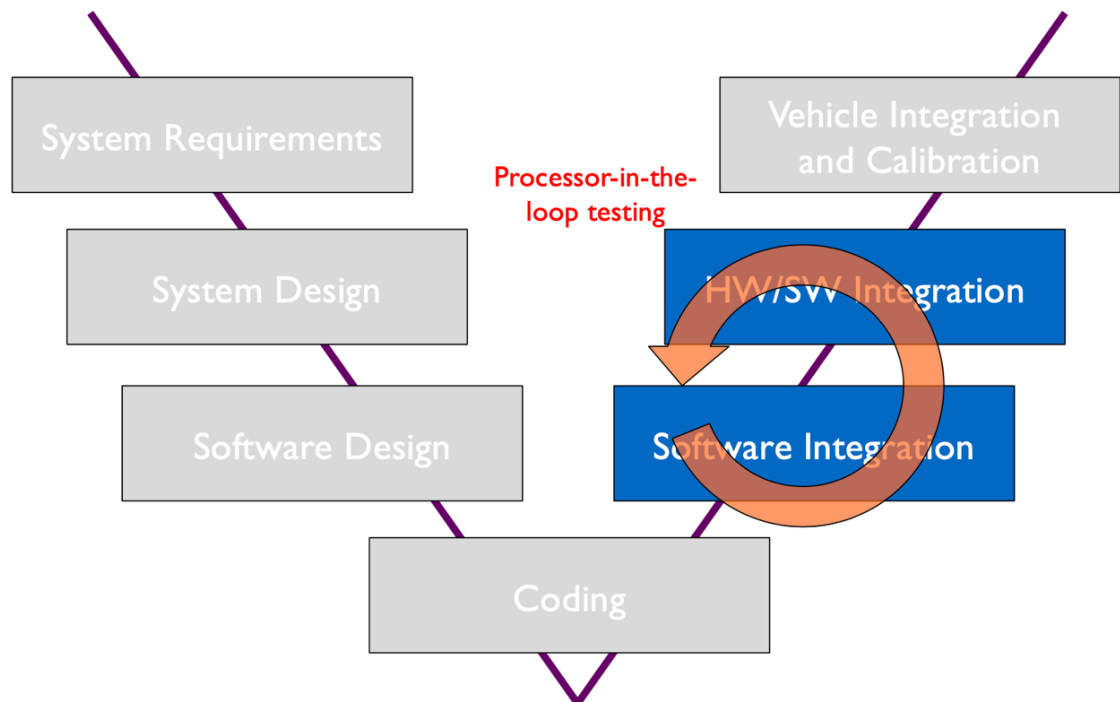 System Requirements
Vehicle Integration
and Calibration
Processor-in-the-
loop testing
System Design
HW/SW Integration
Software Design
Software Integration
Coding